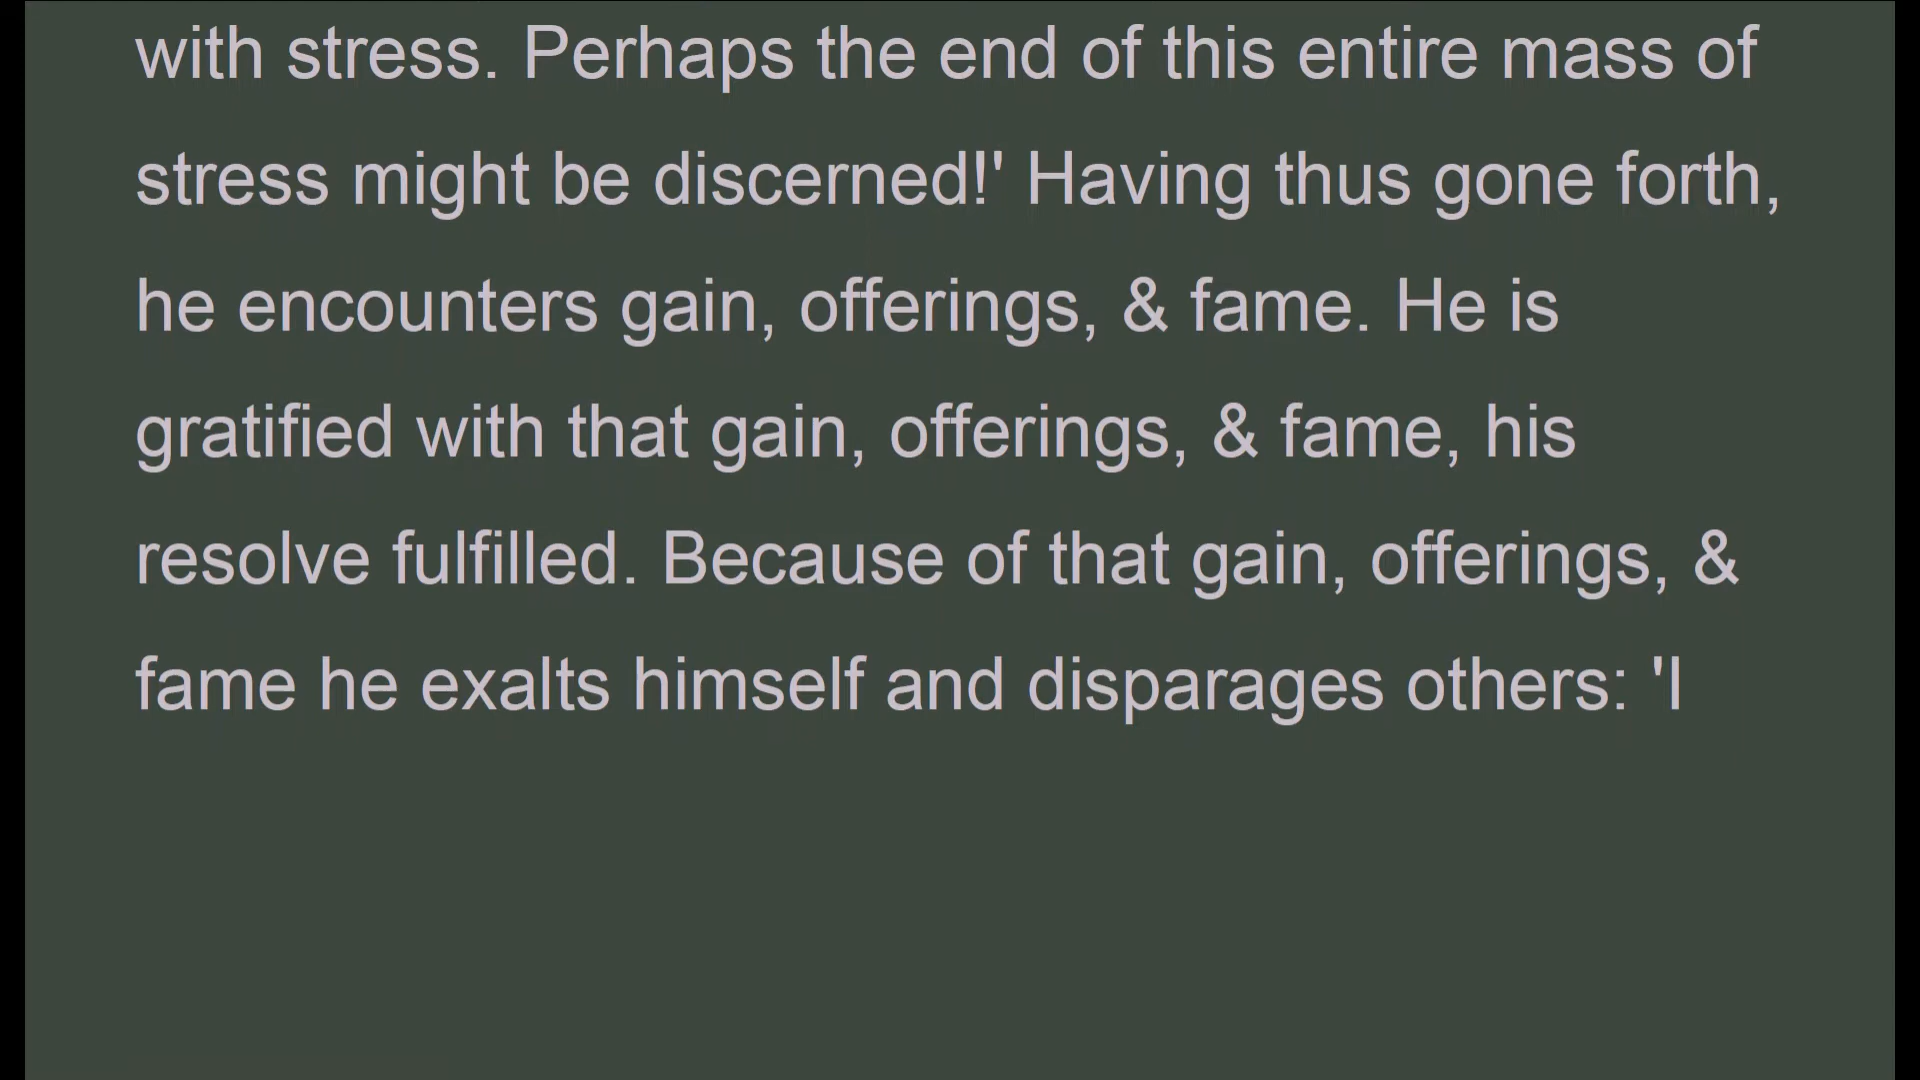 with stress. Perhaps the end of this entire mass of
stress might be discerned!' Having thus gone forth,
he encounters gain, offerings, & fame. He is
gratified with that gain, offerings, & fame, his
resolve fulfilled. Because of that gain, offerings, &
fame he exalts himself and disparages others: 'I